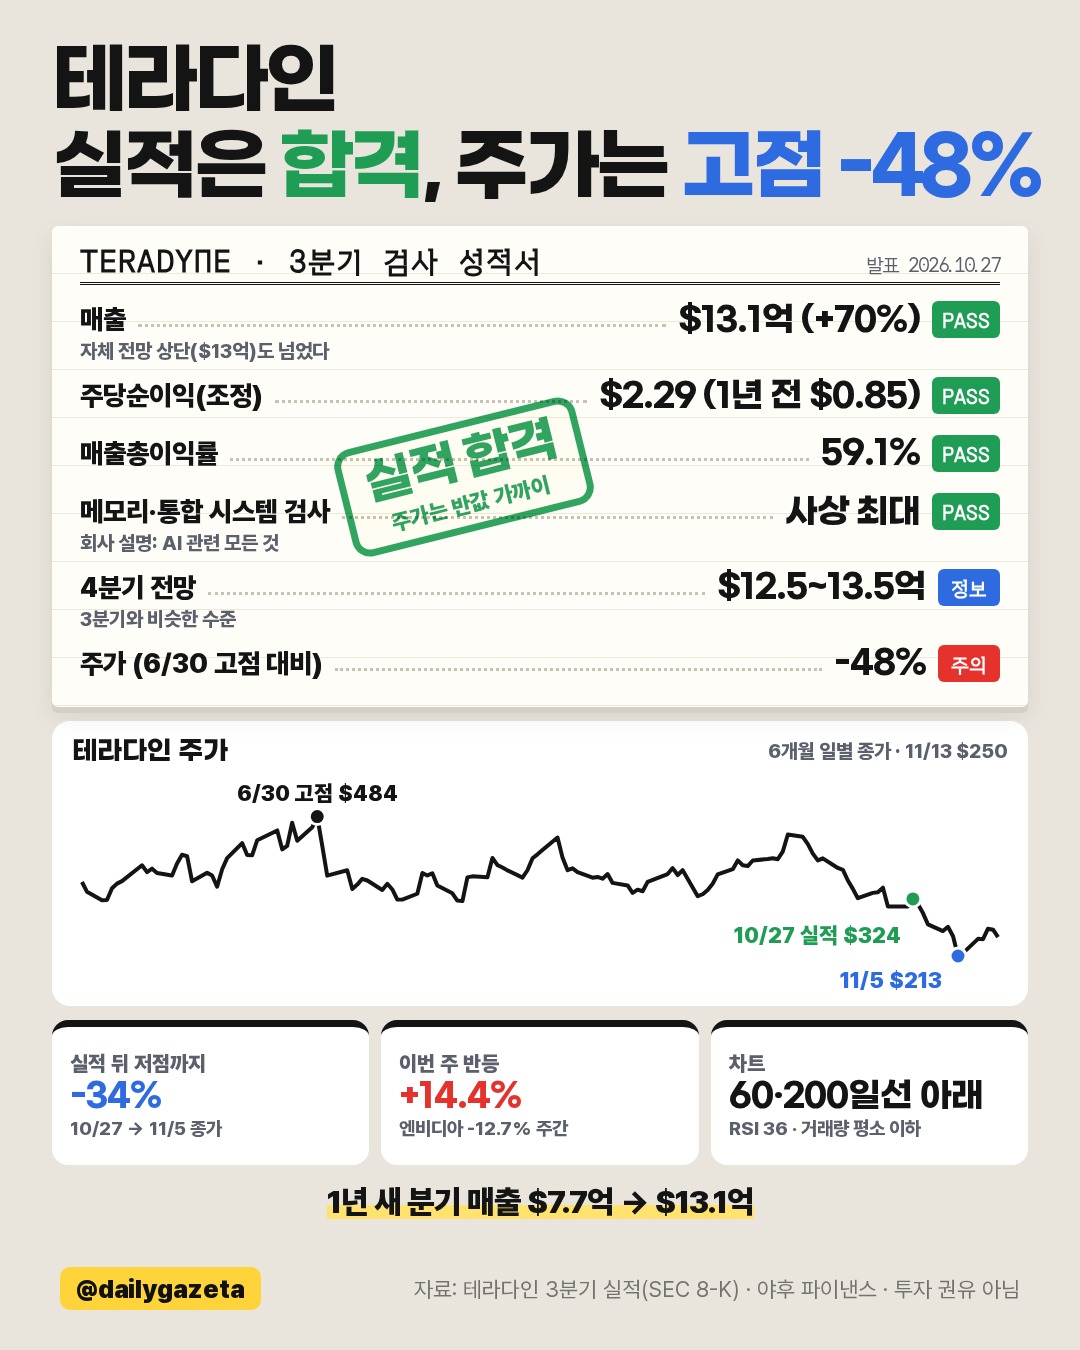 테라다인
실적은 합격, 주가는 고점 -48%
TERADYNE · 3분기 검사 성적서
발표 2026.10.27
매출 $13.1억 (+70%) PASS
자체 전망 상단($13억)도 넘었다
주당순이익(조정) $2.29 (1년 전 $0.85) PASS
매출총이익률 59.1% PASS
실적 합격
주가는 반값 가까이
메모리·통합 시스템 검사 사상 최대 PASS
회사 설명: AI 관련 모든 것
4분기 전망 $12.5~13.5억 정보
3분기와 비슷한 수준
주가 (6/30 고점 대비) -48% 주의
테라다인 주가
6개월 일별 종가 · 11/13 $250
6/30 고점 $484
10/27 실적 $324
11/5 $213
실적 뒤 저점까지
-34%
10/27 → 11/5 종가
이번 주 반등
+14.4%
엔비디아 -12.7% 주간
차트
60·200일선 아래
RSI 36 · 거래량 평소 이하
1년 새 분기 매출 $7.7억 → $13.1억
@dailygazeta
자료: 테라다인 3분기 실적(SEC 8-K) · 야후 파이낸스 · 투자 권유 아님